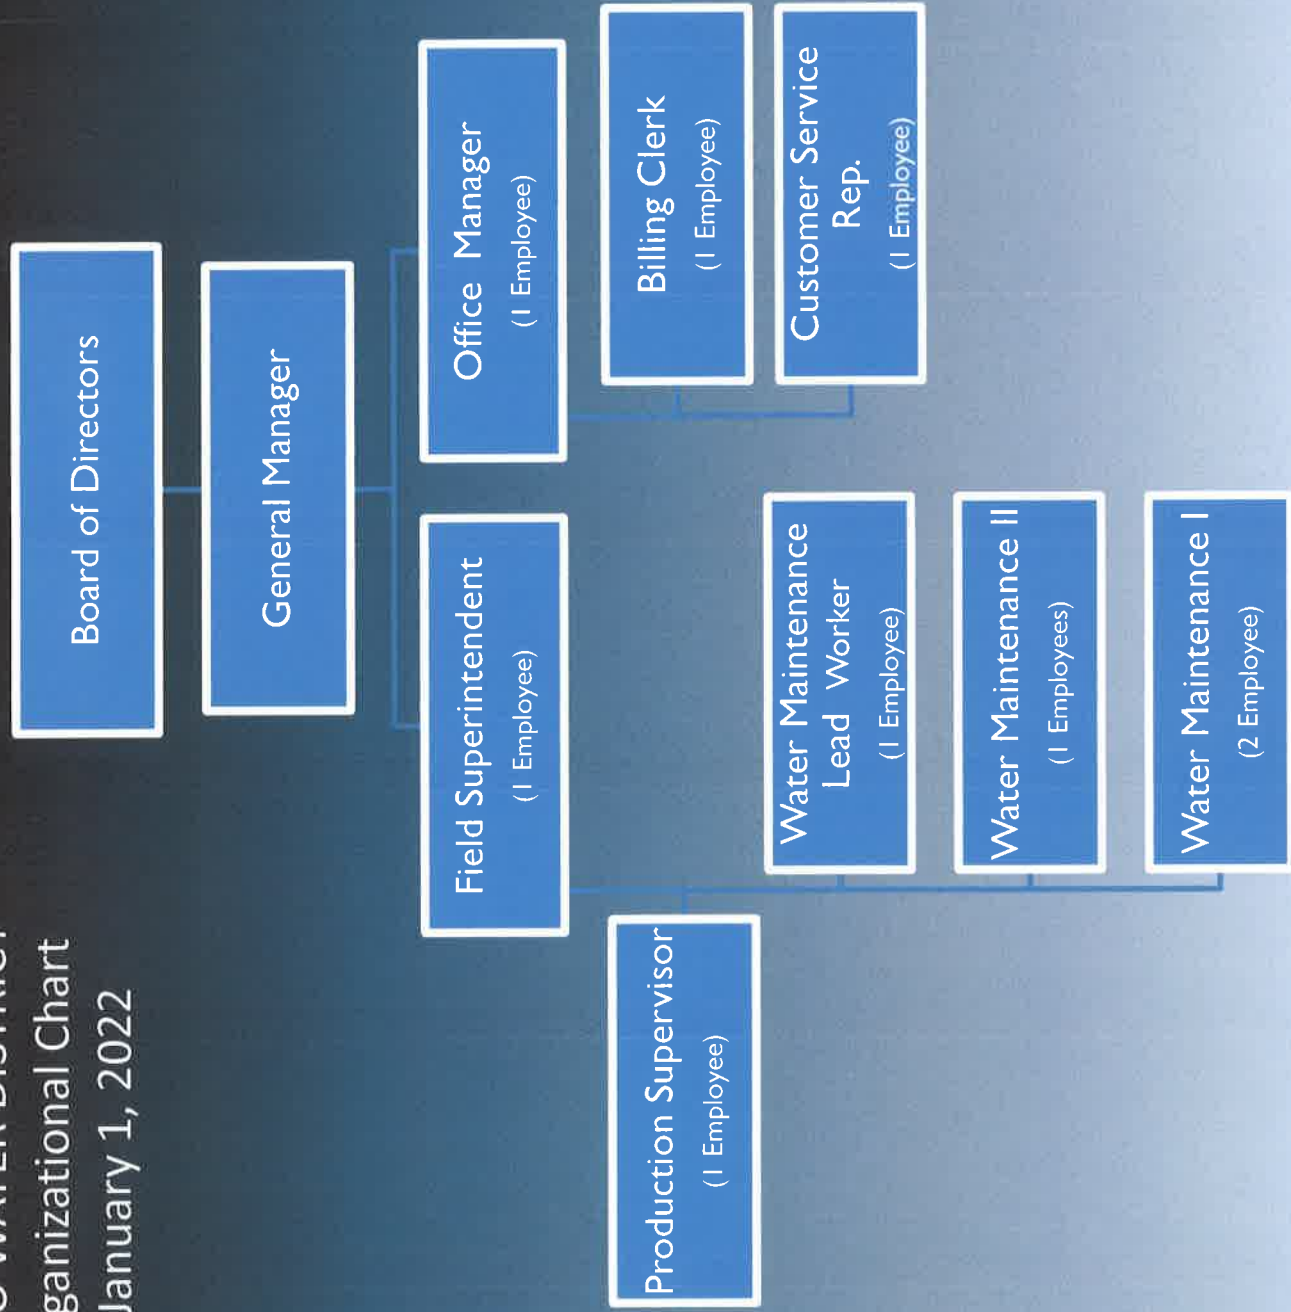 WATER DISTRICT
ganizational Chart
January 1, 2022
Board of Directors
General Manager
Field Superintendent
(1 Employee)
Office Manager
(1 Employee)
Production Supervisor
(1 Employee)
Billing Clerk
(1 Employee)
Water Maintenance
Lead Worker
(1 Employee)
Customer Service
Rep.
(1 Employee)
Water Maintenance II
(1 Employees)
Water Maintenance I
(2 Employee)